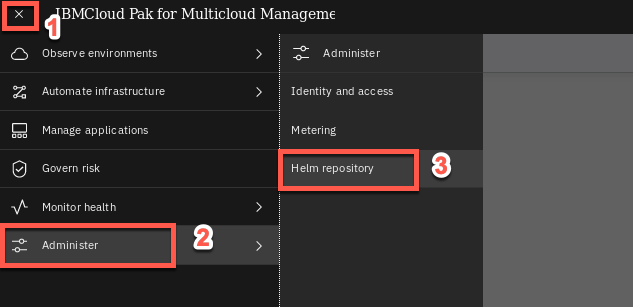 1
IBMCloud Pak for Multicloud Manageme
Observe environments
Automate infrastructure
Manage applications
Govern risk
Monitor health
Administer
2
Administer
Identity and access
Metering
Helm repository
3